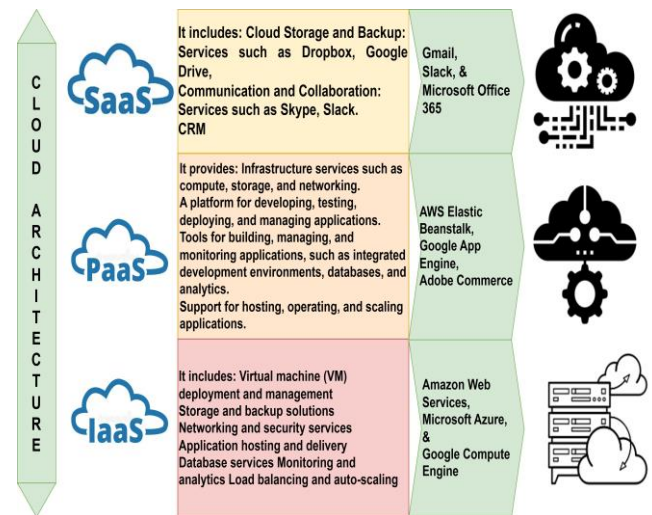 CLOUD ARCHITECTURE
SaaS
It includes: Cloud Storage and Backup:
Services such as Dropbox, Google
Drive,
Communication and Collaboration:
Services such as Skype, Slack.
CRM
Gmail,
Slack, &
Microsoft Office
365
PaaS
It provides: Infrastructure services such as
compute, storage, and networking.
A platform for developing, testing,
deploying, and managing applications.
Tools for building, managing, and
monitoring applications, such as integrated
development environments, databases, and
analytics.
Support for hosting, operating, and scaling
applications.
AWS Elastic
Beanstalk,
Google App
Engine,
Adobe Commerce
IaaS
It includes: Virtual machine (VM)
deployment and management
Storage and backup solutions
Networking and security services
Application hosting and delivery
Database services Monitoring and
analytics Load balancing and auto-scaling
Amazon Web
Services,
Microsoft Azure,
&
Google Compute
Engine